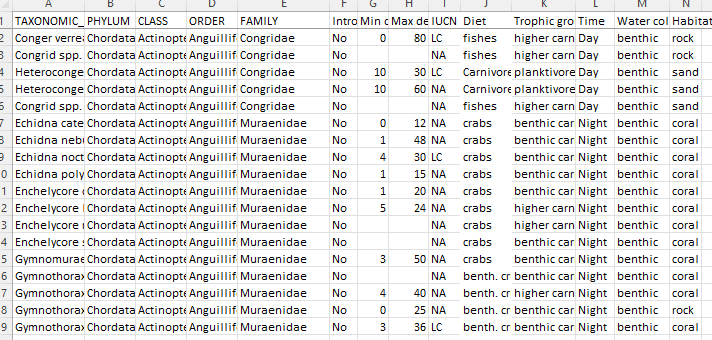 A B C D E F G H I J K L M N
1 TAXONOMIC_ PHYLUM CLASS ORDER FAMILY Intro Min d Max de IUCN Diet Trophic gro Time Water col Habitat
2 Conger verrea Chordata Actinopte Anguillif Congridae No 0 80 LC fishes higher carn Day benthic rock
3 Congrid spp. Chordata Actinopte Anguillif Congridae No NA fishes higher carn Day benthic rock
4 Heteroconge Chordata Actinopte Anguillif Congridae No 10 30 LC Carnivore planktivore Day benthic sand
5 Heteroconge Chordata Actinopte Anguillif Congridae No 10 60 NA Carnivore planktivore Day benthic sand
6 Congrid spp. Chordata Actinopte Anguillif Congridae No NA fishes higher carn Day benthic sand
7 Echidna cate Chordata Actinopte Anguillif Muraenidae No 0 12 NA crabs benthic car Night benthic coral
8 Echidna nebu Chordata Actinopte Anguillif Muraenidae No 1 48 NA crabs benthic car Night benthic coral
9 Echidna noct Chordata Actinopte Anguillif Muraenidae No 4 30 LC crabs benthic car Night benthic coral
0 Echidna poly Chordata Actinopte Anguillif Muraenidae No 1 15 NA crabs benthic car Night benthic coral
1 Enchelycore Chordata Actinopte Anguillif Muraenidae No 1 20 NA crabs benthic car Night benthic coral
2 Enchelycore Chordata Actinopte Anguillif Muraenidae No 5 24 NA crabs higher carn Night benthic coral
3 Enchelycore Chordata Actinopte Anguillif Muraenidae No NA crabs benthic car Night benthic coral
4 Enchelycore Chordata Actinopte Anguillif Muraenidae No NA crabs benthic car Night benthic coral
5 Gymnomurae Chordata Actinopte Anguillif Muraenidae No 3 50 NA crabs benthic car Night benthic coral
6 Gymnothorax Chordata Actinopte Anguillif Muraenidae No NA benth. cr benthic car Night benthic coral
7 Gymnothorax Chordata Actinopte Anguillif Muraenidae No 4 40 NA benth. cr higher carn Night benthic coral
8 Gymnothorax Chordata Actinopte Anguillif Muraenidae No 0 25 NA benth. cr benthic car Night benthic rock
9 Gymnothorax Chordata Actinopte Anguillif Muraenidae No 3 36 LC benth. cr benthic car Night benthic coral